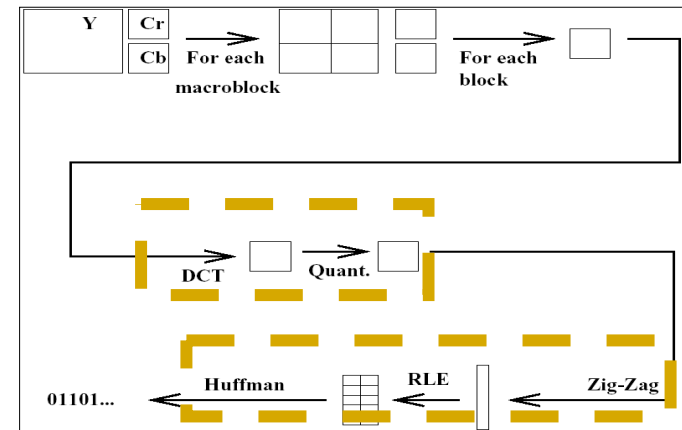 Y
Cr
Cb
For each
macroblock
For each
block
DCT
Quant.
Zig-Zag
RLE
Huffman
01101...